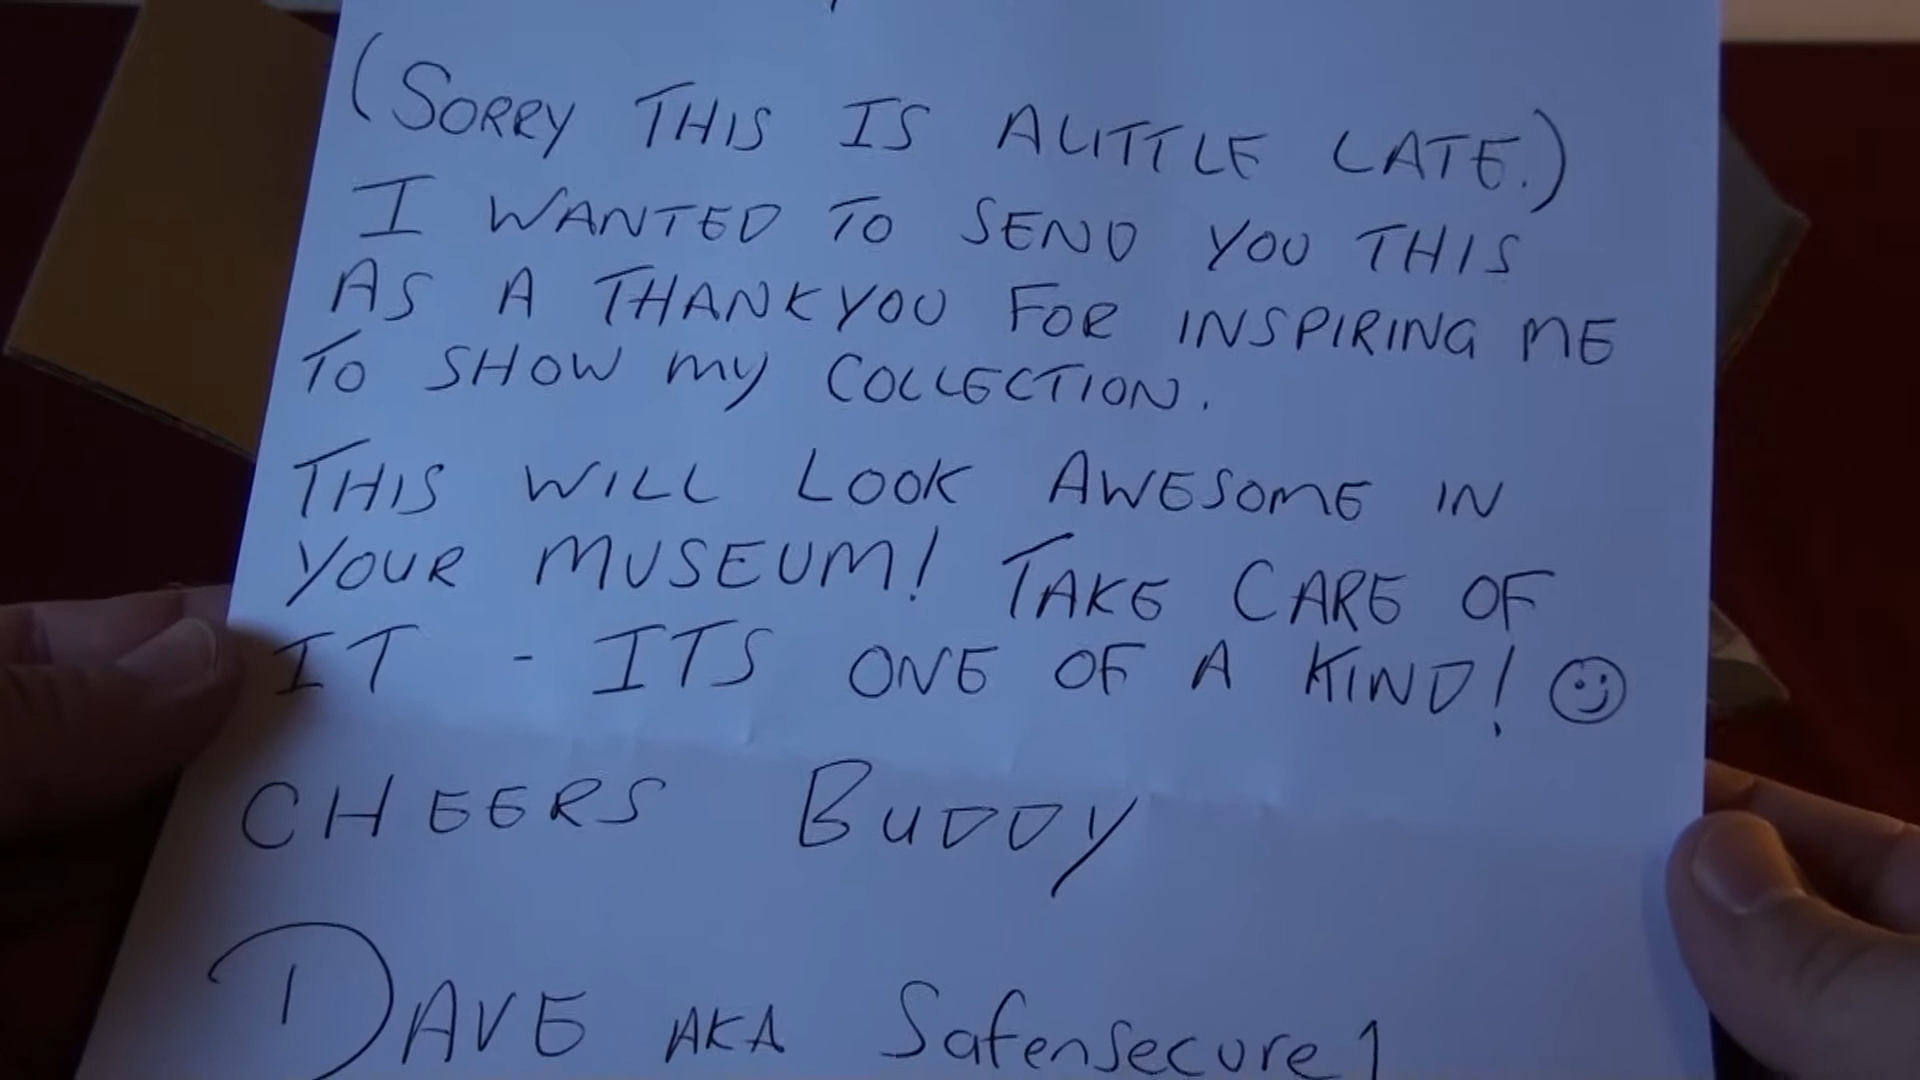 (SORRY THIS IS ALITTLE LATE.)
I WANTED TO SEND YOU THIS
AS A THANKYOU FOR INSPIRING ME
TO SHOW MY COLLECTION.
THIS WILL LOOK AWESOME IN
YOUR MUSEUM! TAKE CARE OF
IT - ITS ONE OF A KIND! ☺
CHEERS BUDDY
DAVE AKA Safensecure1